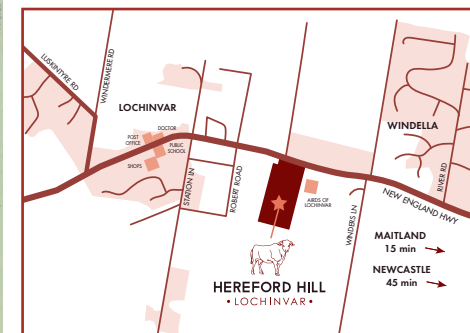 LUSKINTYRE RD
WINDERMERE RD
LOCHINVAR
DOCTOR
POST
OFFICE
PUBLIC
SCHOOL
SHOPS
STATION LN
ROBERT ROAD
AIRDS OF
LOCHINVAR
WINDERS LN
WINDELLA
RIVER RD
NEW ENGLAND HWY
MAITLAND
15 min
NEWCASTLE
45 min
HEREFORD HILL
• LOCHINVAR •